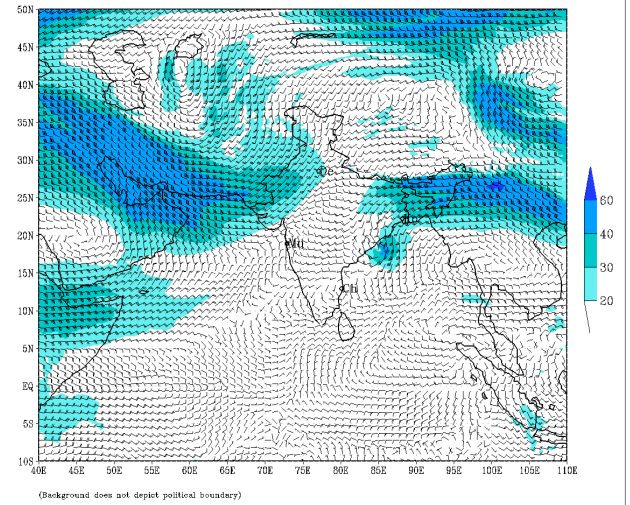 50N
45N
40N
35N
30N
25N
20N
15N
10N
5N
EQ
5S
10S
40E 45E 50E 55E 60E 65E 70E 75E 80E 85E 90E 95E 100E 105E 110E
De
Mu
Ch
60
40
30
20
(Background does not depict political boundary)